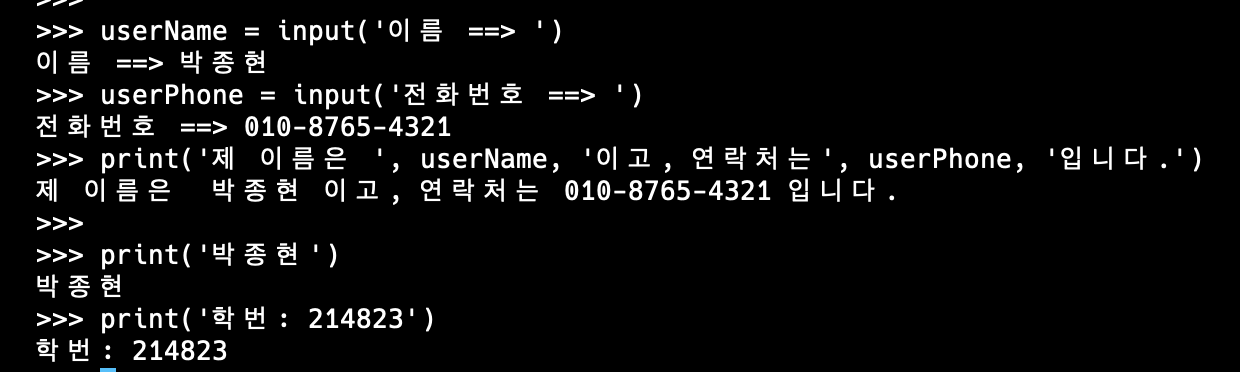 >>>
>>> userName = input('이름 ==> ')
이름 ==> 박종현
>>> userPhone = input('전화번호 ==> ')
전화번호 ==> 010-8765-4321
>>> print('제 이름은 ', userName, '이고,연락처는', userPhone, '입니다.')
제 이름은  박종현 이고,연락처는 010-8765-4321 입니다.
>>>
>>> print('박종현')
박종현
>>> print('학번: 214823')
학번: 214823